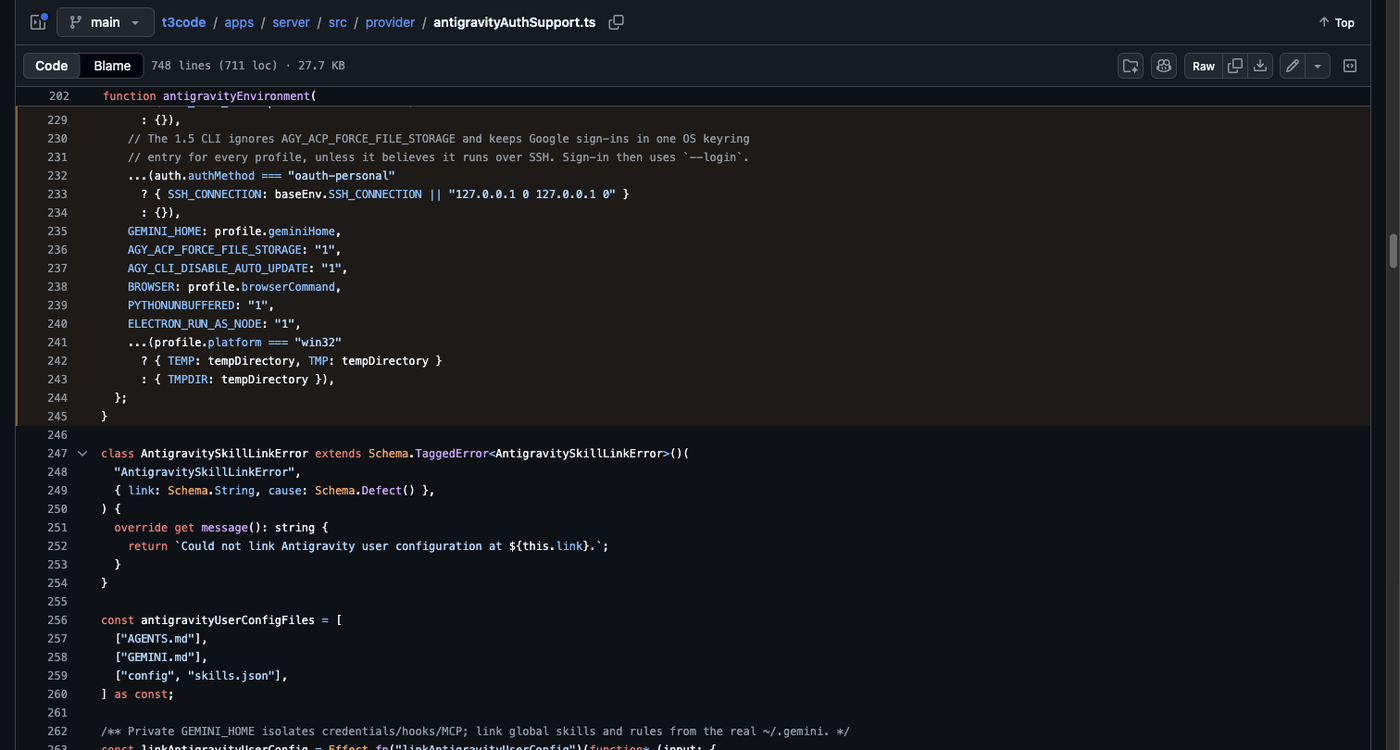 main
t3code / apps / server / src / provider / antigravityAuthSupport.ts
Top
Code Blame 748 lines (711 loc) · 27.7 KB
Raw
202 function antigravityEnvironment(
229 : {}),
230 // The 1.5 CLI ignores AGY_ACP_FORCE_FILE_STORAGE and keeps Google sign-ins in one OS keyring
231 // entry for every profile, unless it believes it runs over SSH. Sign-in then uses `--login`.
232 ...(auth.authMethod === "oauth-personal"
233 ? { SSH_CONNECTION: baseEnv.SSH_CONNECTION || "127.0.0.1 0 127.0.0.1 0" }
234 : {}),
235 GEMINI_HOME: profile.geminiHome,
236 AGY_ACP_FORCE_FILE_STORAGE: "1",
237 AGY_CLI_DISABLE_AUTO_UPDATE: "1",
238 BROWSER: profile.browserCommand,
239 PYTHONUNBUFFERED: "1",
240 ELECTRON_RUN_AS_NODE: "1",
241 ...(profile.platform === "win32"
242 ? { TEMP: tempDirectory, TMP: tempDirectory }
243 : { TMPDIR: tempDirectory }),
244 };
245 }
246
247 class AntigravitySkillLinkError extends Schema.TaggedError<AntigravitySkillLinkError>()(
248 "AntigravitySkillLinkError",
249 { link: Schema.String, cause: Schema.Defect() },
250 ) {
251 override get message(): string {
252 return `Could not link Antigravity user configuration at ${this.link}.`;
253 }
254 }
255
256 const antigravityUserConfigFiles = [
257 ["AGENTS.md"],
258 ["GEMINI.md"],
259 ["config", "skills.json"],
260 ] as const;
261
262 /** Private GEMINI_HOME isolates credentials/hooks/MCP; link global skills and rules from the real ~/.gemini. */
263 const linkAntigravityUserConfig = Effect.fn("linkAntigravityUserConfig")(function* (input: {